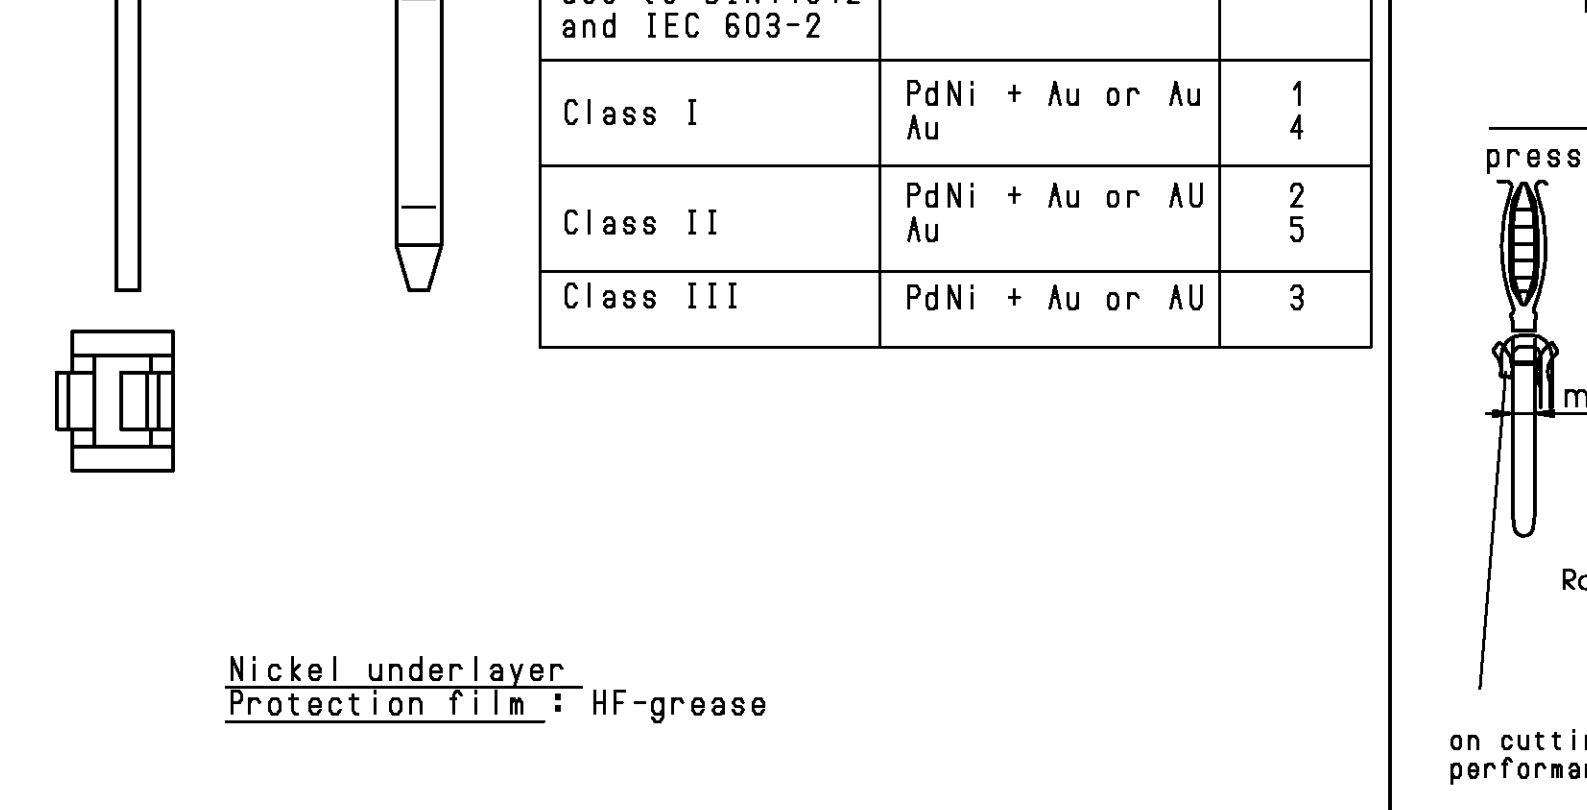 and IEC 603-2
Class I
PdNi + Au or Au
Au
1
4
Class II
PdNi + Au or AU
Au
2
5
Class III
PdNi + Au or AU
3
press
m
Nickel underlayer
Protection film : HF-grease
on